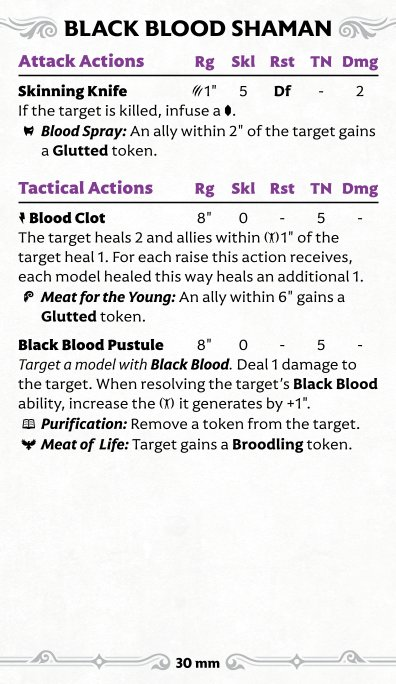 BLACK BLOOD SHAMAN
Attack Actions Rg Skl Rst TN Dmg
Skinning Knife 1" 5 Df - 2
If the target is killed, infuse a .
Blood Spray: An ally within 2" of the target gains
a Glutted token.
Tactical Actions Rg Skl Rst TN Dmg
Blood Clot 8" 0 - 5 -
The target heals 2 and allies within 1" of the
target heal 1. For each raise this action receives,
each model healed this way heals an additional 1.
Meat for the Young: An ally within 6" gains a
Glutted token.
Black Blood Pustule 8" 0 - 5 -
Target a model with Black Blood. Deal 1 damage to
the target. When resolving the target's Black Blood
ability, increase the it generates by +1".
Purification: Remove a token from the target.
Meat of Life: Target gains a Broodling token.
30 mm